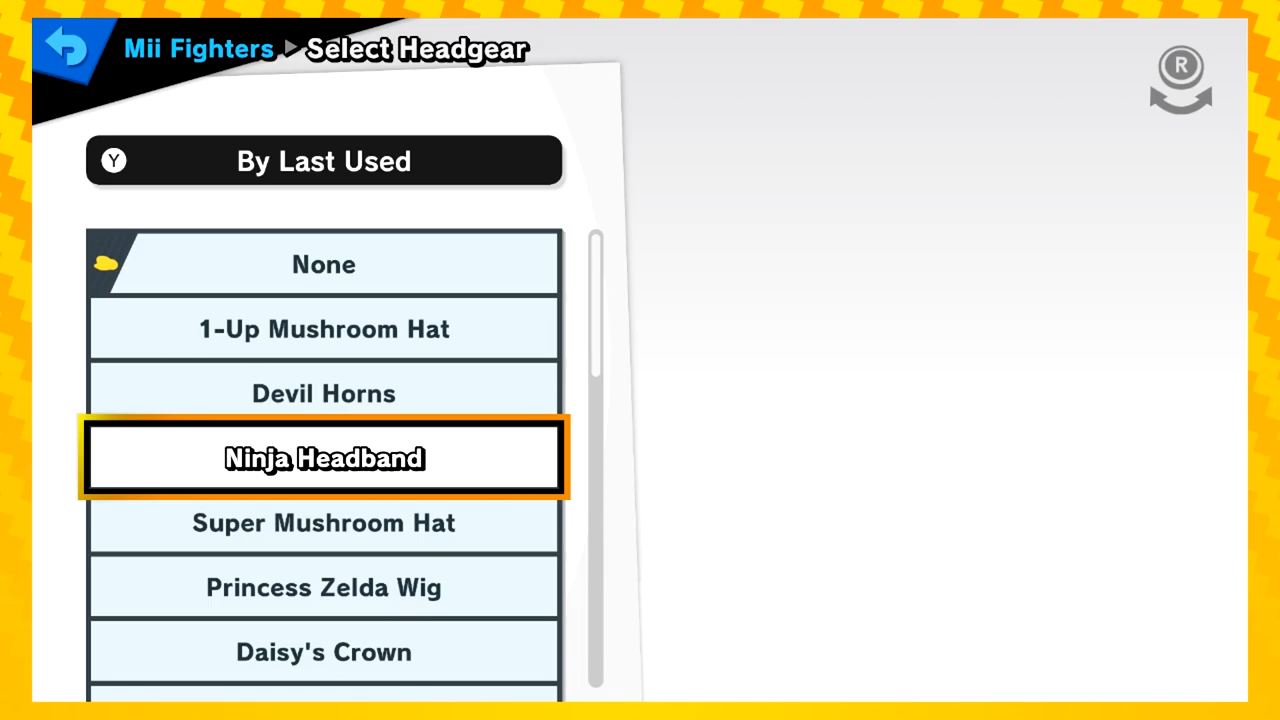 Mii Fighters ▶ Select Headgear
R
Y By Last Used
None
1-Up Mushroom Hat
Devil Horns
Ninja Headband
Super Mushroom Hat
Princess Zelda Wig
Daisy's Crown